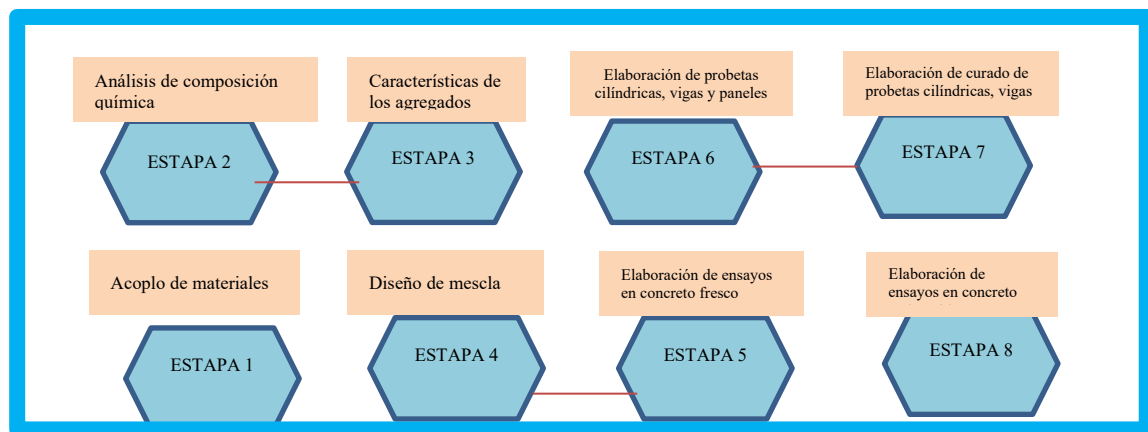 Análisis de composición
química
ESTAPA 2
Características de
los agregados
ESTAPA 3
Elaboración de probetas
cilíndricas, vigas y paneles
ESTAPA 6
Elaboración de curado de
probetas cilíndricas, vigas
ESTAPA 7
Acoplo de materiales
ESTAPA 1
Diseño de mescla
ESTAPA 4
Elaboración de ensayos
en concreto fresco
ESTAPA 5
Elaboración de
ensayos en concreto
ESTAPA 8